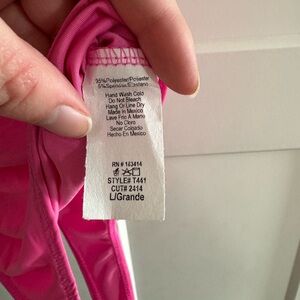 95%Polyester/Poliester
5%Spandex/Elastano
Hand Wash Cold
Do Not Bleach
Hang Or Line Dry
Made in Mexico
Lave Frio A Mano
No Cloro
Secar Colgado
Hecho En Mexico
RN # 163414
STYLE# T441
CUT# 2414
L/Grande